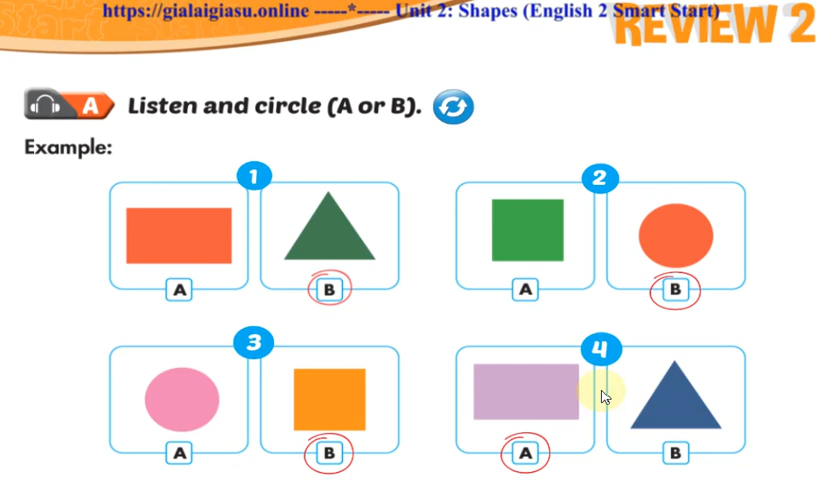 https://gialaigiasu.online -----*----- Unit 2: Shapes (English 2 Smart Start)
REVIEW 2
A Listen and circle (A or B).
Example:
1 2
A B A B
3 4
A B A B